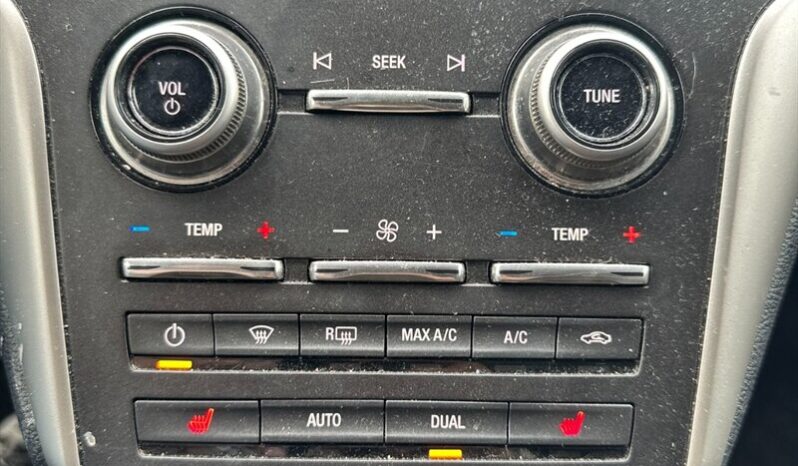 VOL
SEEK
TUNE
- TEMP +
- +
- TEMP +
R
MAX A/C
A/C
AUTO
DUAL